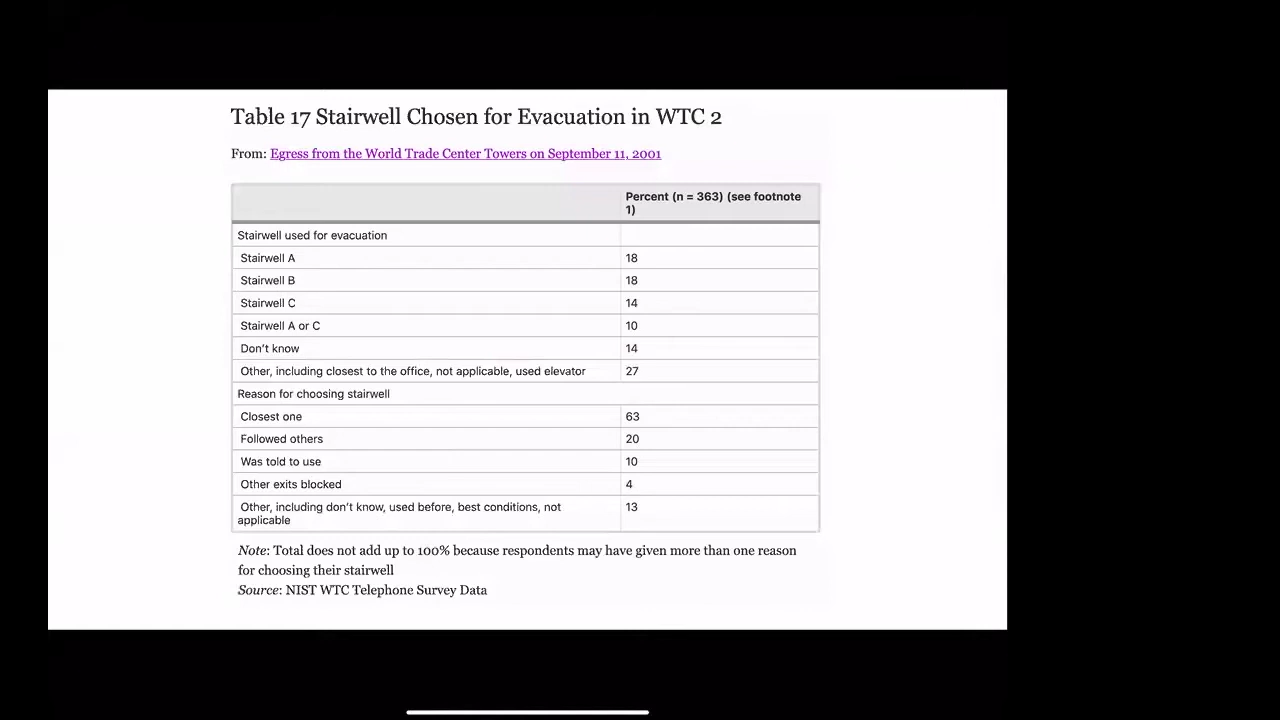 Table 17 Stairwell Chosen for Evacuation in WTC 2
From: Egress from the World Trade Center Towers on September 11, 2001
Percent (n = 363) (see footnote
1)
Stairwell used for evacuation
Stairwell A 18
Stairwell B 18
Stairwell C 14
Stairwell A or C 10
Don’t know 14
Other, including closest to the office, not applicable, used elevator 27
Reason for choosing stairwell
Closest one 63
Followed others 20
Was told to use 10
Other exits blocked 4
Other, including don’t know, used before, best conditions, not 13
applicable
Note: Total does not add up to 100% because respondents may have given more than one reason
for choosing their stairwell
Source: NIST WTC Telephone Survey Data